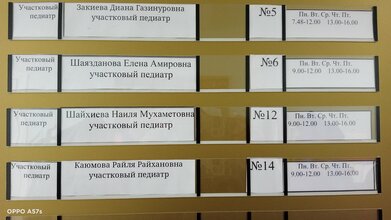 Участковый педиатр Закиева Диана Газинуровна участковый педиатр №5 Пн. Вт. Ср. Чт. Пт. 7.48-12.00 13.00-16.00
Участковый педиатр Шаязданова Елена Амировна участковый педиатр №6 Пн. Вт. Ср. Чт. Пт. 9.00-12.00 13.00-16.00
Участковый педиатр Шайхиева Наиля Мухаметовна участковый педиатр №12 Пн. Вт. Ср. Чт. Пт. 9.00-12.00 13.00-16.00
Участковый педиатр Каюмова Райля Райхановна участковый педиатр №14 Пн. Вт. Ср. Чт. Пт. 9.00-12.00 13.00-16.00
OPPO A57s